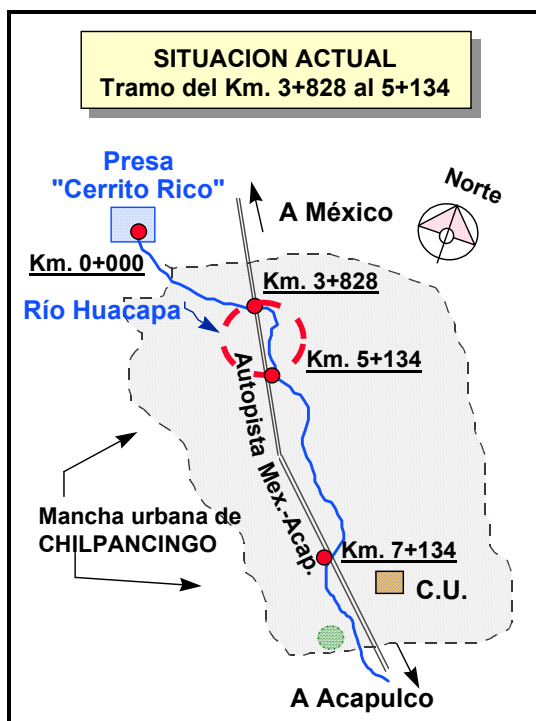 SITUACION ACTUAL
Tramo del Km. 3+828 al 5+134
Presa
"Cerrito Rico"
Norte
A México
Km. 0+000
Km. 3+828
Río Huacapa
Km. 5+134
Autopista Mex.-Acap.
Mancha urbana de
CHILPANCINGO
Km. 7+134
C.U.
A Acapulco